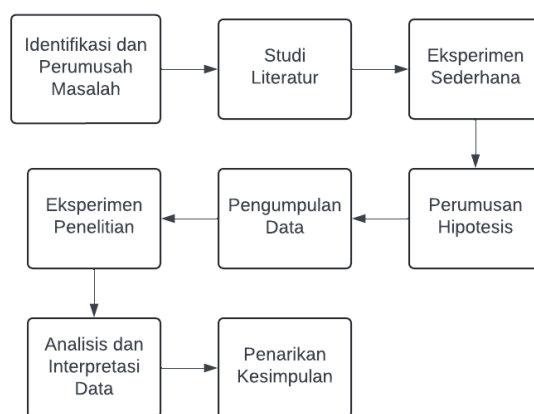 Identifikasi dan
Perumusah
Masalah
Studi
Literatur
Eksperimen
Sederhana
Perumusan
Hipotesis
Pengumpulan
Data
Eksperimen
Penelitian
Analisis dan
Interpretasi
Data
Penarikan
Kesimpulan